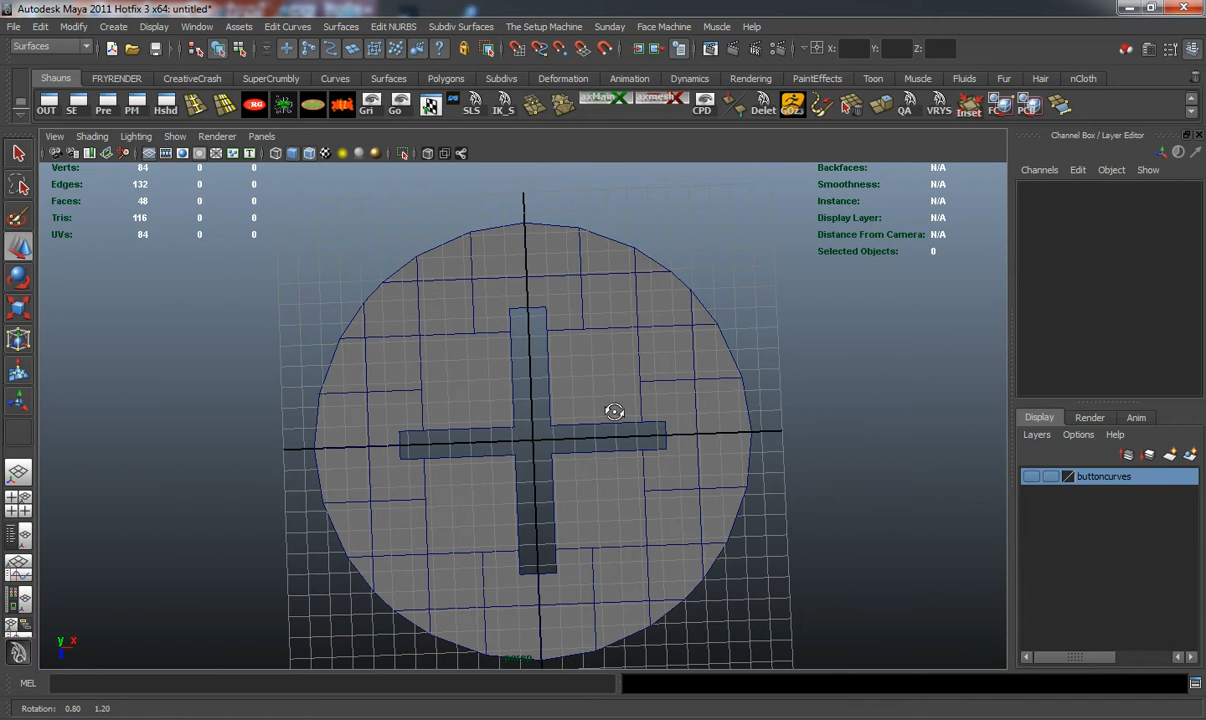 Autodesk Maya 2011 Hotfix 3 x64: untitled*
File Edit Modify Create Display Window Assets Edit Curves Surfaces Edit NURBS Subdiv Surfaces The Setup Machine Sunday Face Machine Muscle Help
Surfaces X: Y: Z:
Shauns FRYRENDER CreativeCrash SuperCrumbly Curves Surfaces Polygons Subdivs Deformation Animation Dynamics Rendering PaintEffects Toon Muscle Fluids Fur Hair nCloth
OUT SE Pre PM Hshd RG Gri Go SLS IK_S CPD Delet GOZ QA VRYS Inset FC PCB
View Shading Lighting Show Renderer Panels
Channel Box / Layer Editor
Channels Edit Object Show
Verts: 84 0 0 Backfaces: N/A
Edges: 132 0 0 Smoothness: N/A
Faces: 48 0 0 Instance: N/A
Tris: 116 0 0 Display Layer: N/A
UVs: 84 0 0 Distance From Camera: N/A
Selected Objects: 0
Display Render Anim
Layers Options Help
buttoncurves
y x
persp
MEL
Rotation: 0.80 1.20